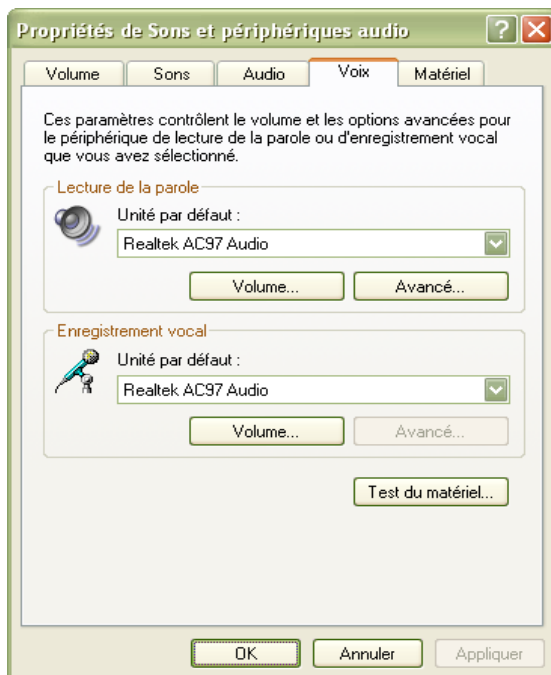 Propriétés de Sons et périphériques audio
Volume Sons Audio Voix Matériel
Ces paramètres contrôlent le volume et les options avancées pour
le périphérique de lecture de la parole ou d'enregistrement vocal
que vous avez sélectionné.
Lecture de la parole
Unité par défaut :
Realtek AC97 Audio
Volume... Avancé...
Enregistrement vocal
Unité par défaut :
Realtek AC97 Audio
Volume... Avancé...
Test du matériel...
OK Annuler Appliquer